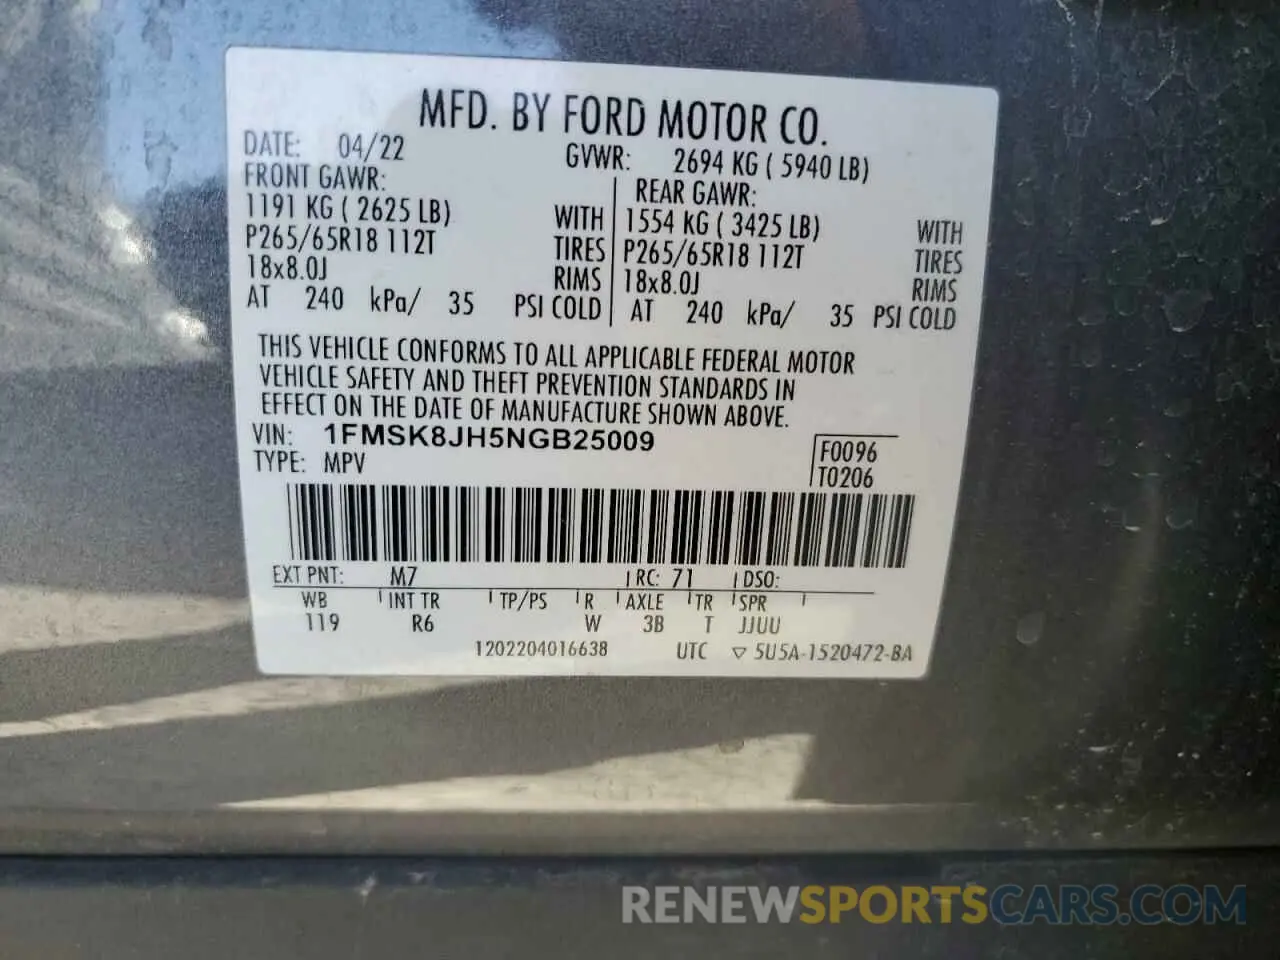 MFD. BY FORD MOTOR CO.
DATE: 04/22 GVWR: 2694 KG ( 5940 LB)
FRONT GAWR: REAR GAWR:
1191 KG ( 2625 LB) WITH 1554 KG ( 3425 LB) WITH
P265/65R18 112T TIRES P265/65R18 112T TIRES
18x8.0J RIMS 18x8.0J RIMS
AT 240 kPa/ 35 PSI COLD AT 240 kPa/ 35 PSI COLD
THIS VEHICLE CONFORMS TO ALL APPLICABLE FEDERAL MOTOR
VEHICLE SAFETY AND THEFT PREVENTION STANDARDS IN
EFFECT ON THE DATE OF MANUFACTURE SHOWN ABOVE.
VIN: 1FMSK8JH5NGB25009 F0096
TYPE: MPV T0206
EXT PNT: M7 RC: 71 DSO:
WB INT TR TP/PS R AXLE TR SPR
119 R6 W 3B T JJUU
1202204016638 UTC ▽ 5U5A-1520472-BA
RENEWSPORTSCARS.COM